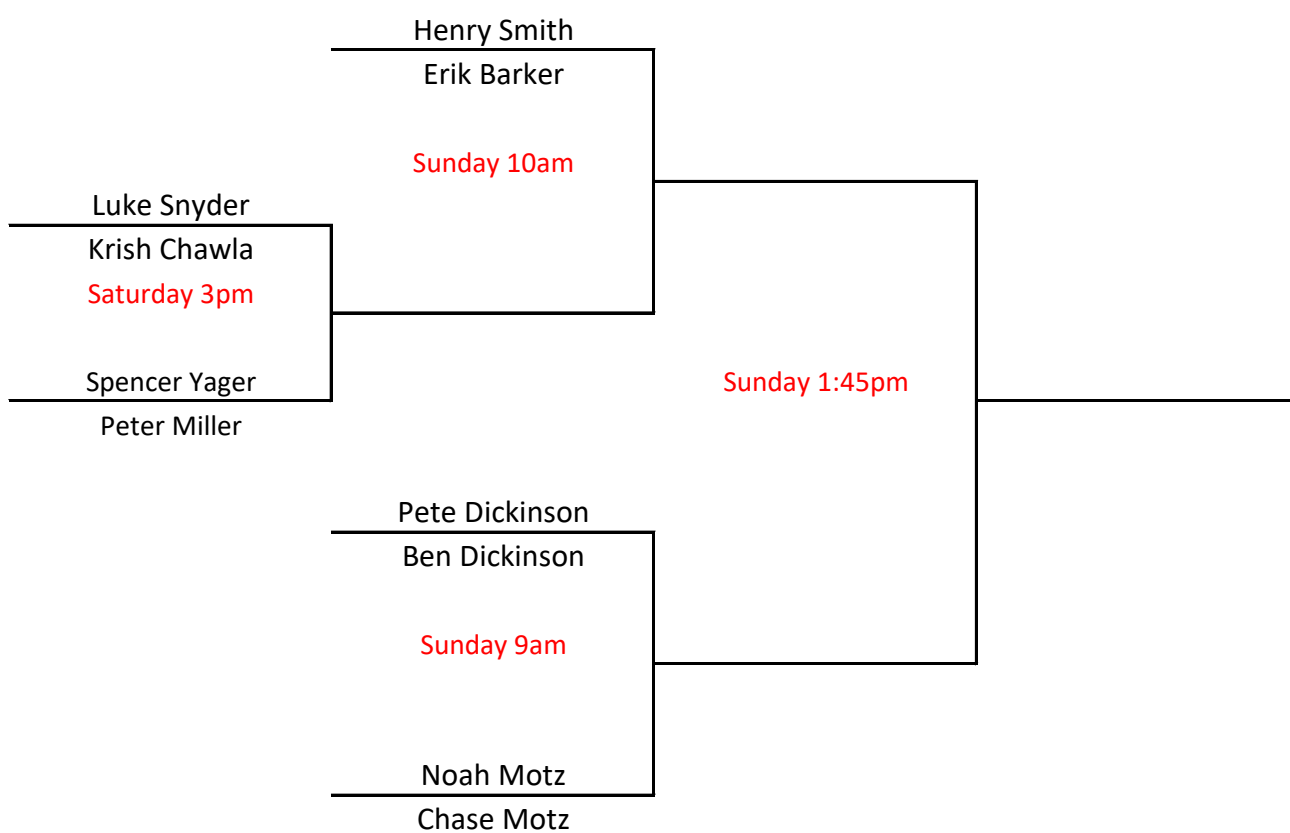 Henry Smith
Erik Barker
Sunday 10am
Luke Snyder
Krish Chawla
Saturday 3pm
Spencer Yager
Peter Miller
Sunday 1:45pm
Pete Dickinson
Ben Dickinson
Sunday 9am
Noah Motz
Chase Motz